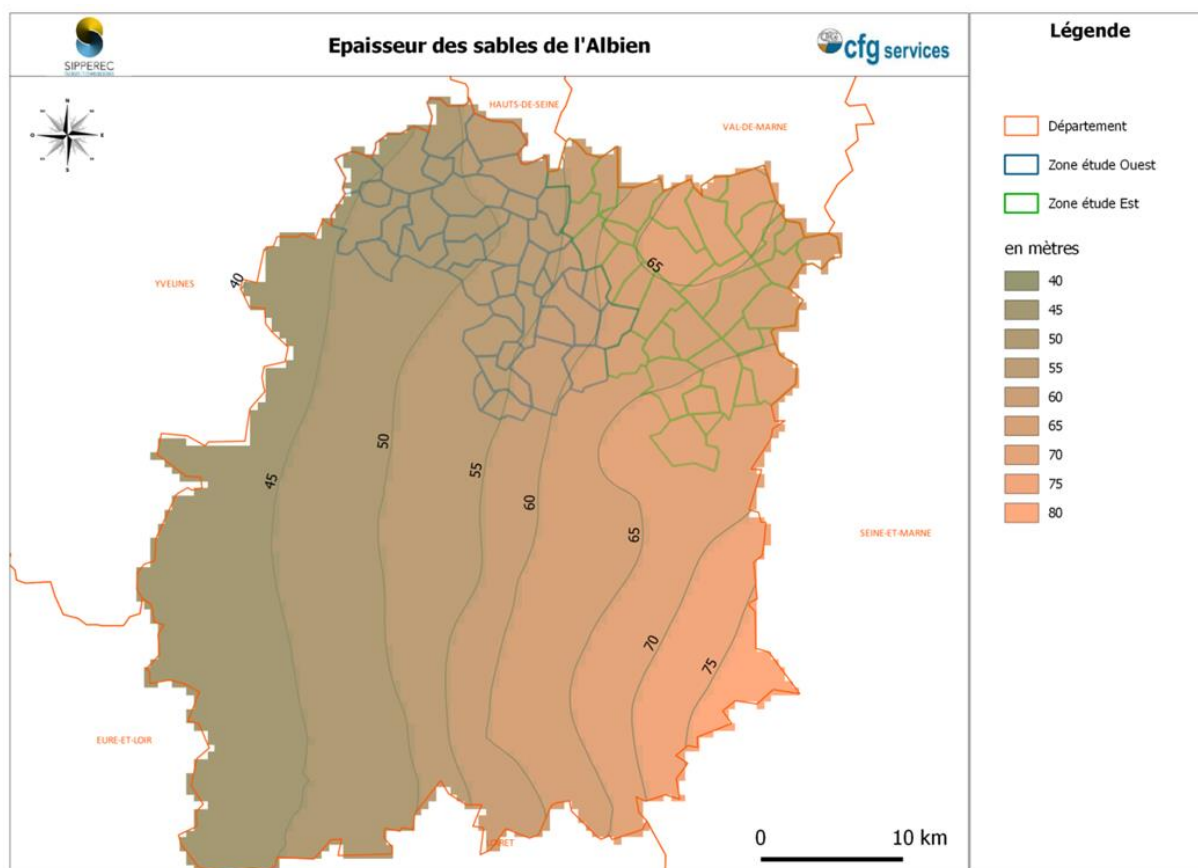 SIPPEREC
Epaisseur des sables de l'Albien
CFG
cfg services
Légende
N
O
E
S
HAUTS-DE-SEINE
VAL-DE-MARNE
YVELINES
SEINE-ET-MARNE
EURE-ET-LOIR
40
45
50
55
60
65
65
70
75
0
10 km
Département
Zone étude Ouest
Zone étude Est
en mètres
40
45
50
55
60
65
70
75
80